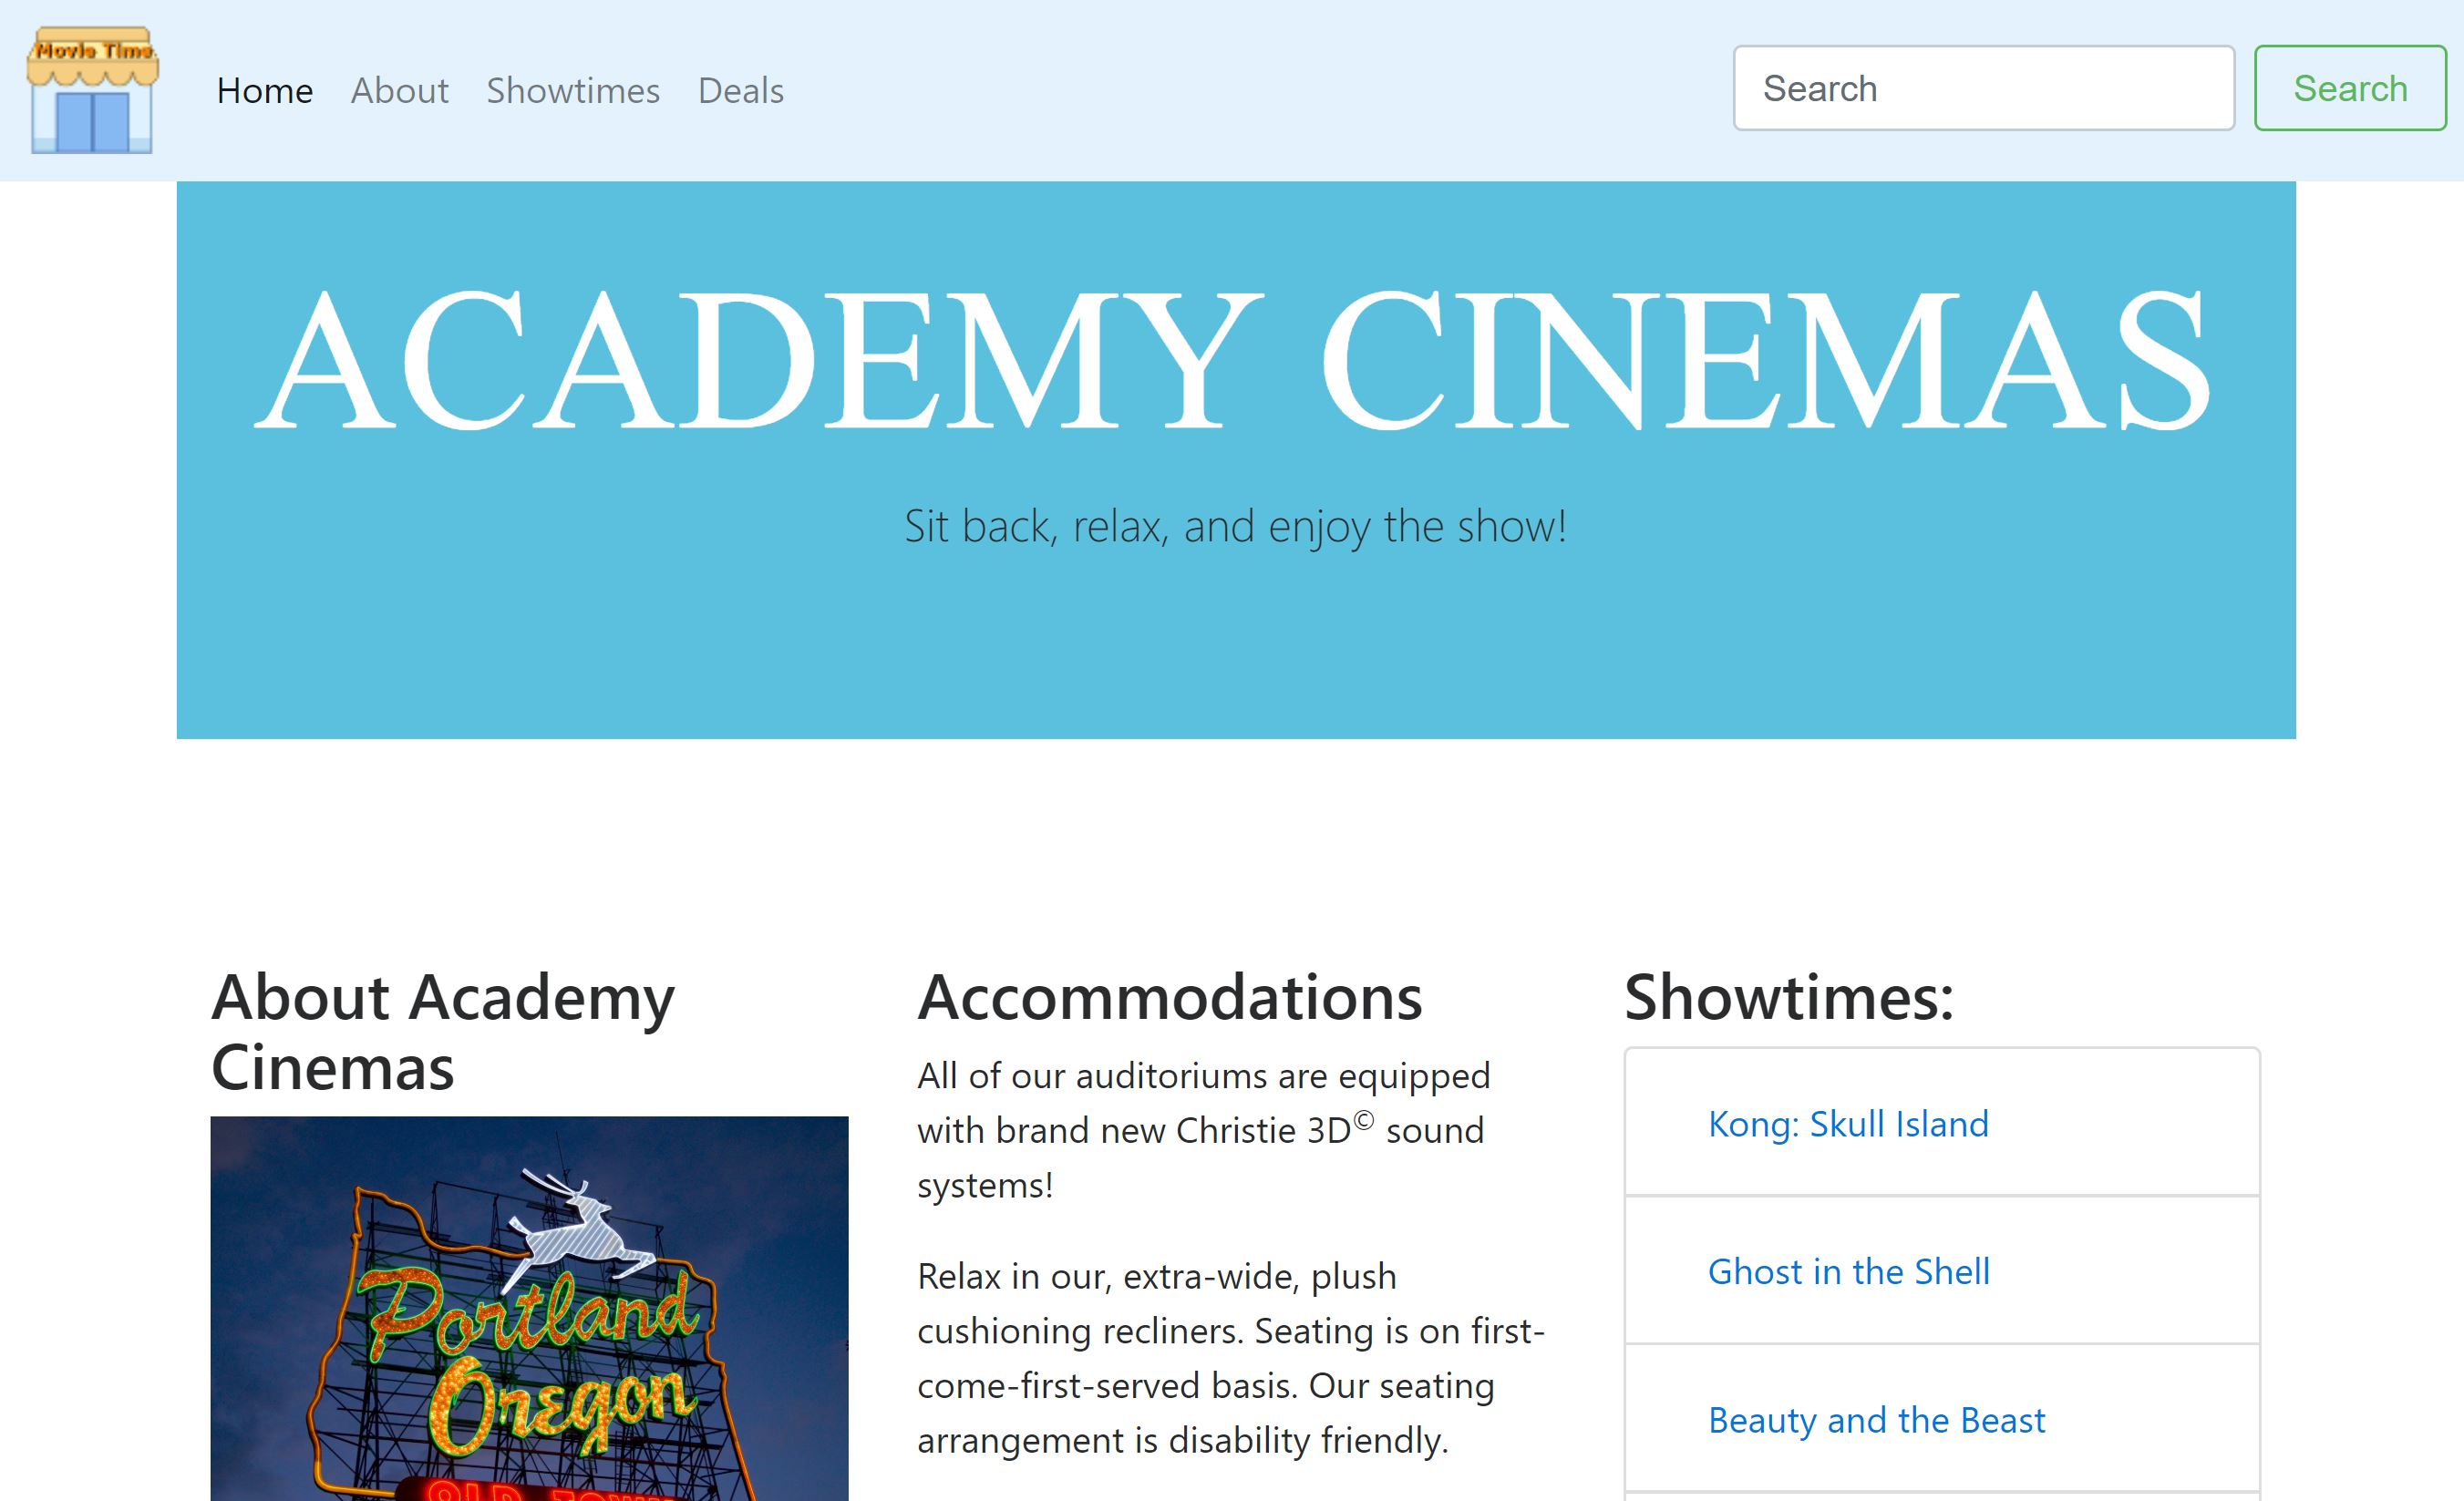 Movie Time
Home About Showtimes Deals
Search Search
ACADEMY CINEMAS
Sit back, relax, and enjoy the show!
About Academy
Cinemas
Portland
Oregon
OLD TOWN
Accommodations
All of our auditoriums are equipped
with brand new Christie 3D© sound
systems!
Relax in our, extra-wide, plush
cushioning recliners. Seating is on first-
come-first-served basis. Our seating
arrangement is disability friendly.
Showtimes:
Kong: Skull Island
Ghost in the Shell
Beauty and the Beast